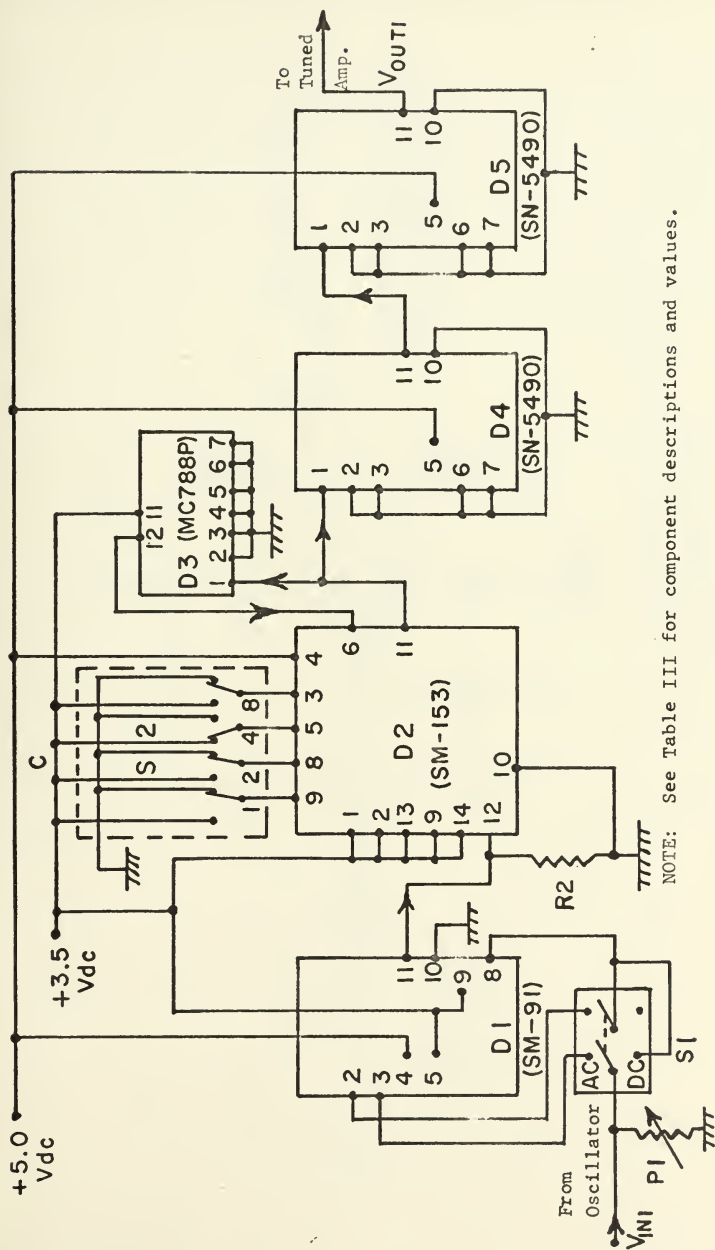 +5.0
Vdc
+3.5
Vdc
C
S 2
1 2 4 8
9 8 5 3 4
D3 (MC788P)
12 11
1 2 3 4 5 6 7
D1
(SM-91)
2
3
4
5
11
10
9
8
D2
(SM-153)
1
2
13
9
14
12
6
11
10
R2
D4
(SN-5490)
1
2
3
5
6
7
11
10
D5
(SN-5490)
1
2
3
5
6
7
11
10
To
Tuned
Amp.
VOUT1
From
Oscillator
VIN1
P1
AC
DC
S1
NOTE: See Table III for component descriptions and values.